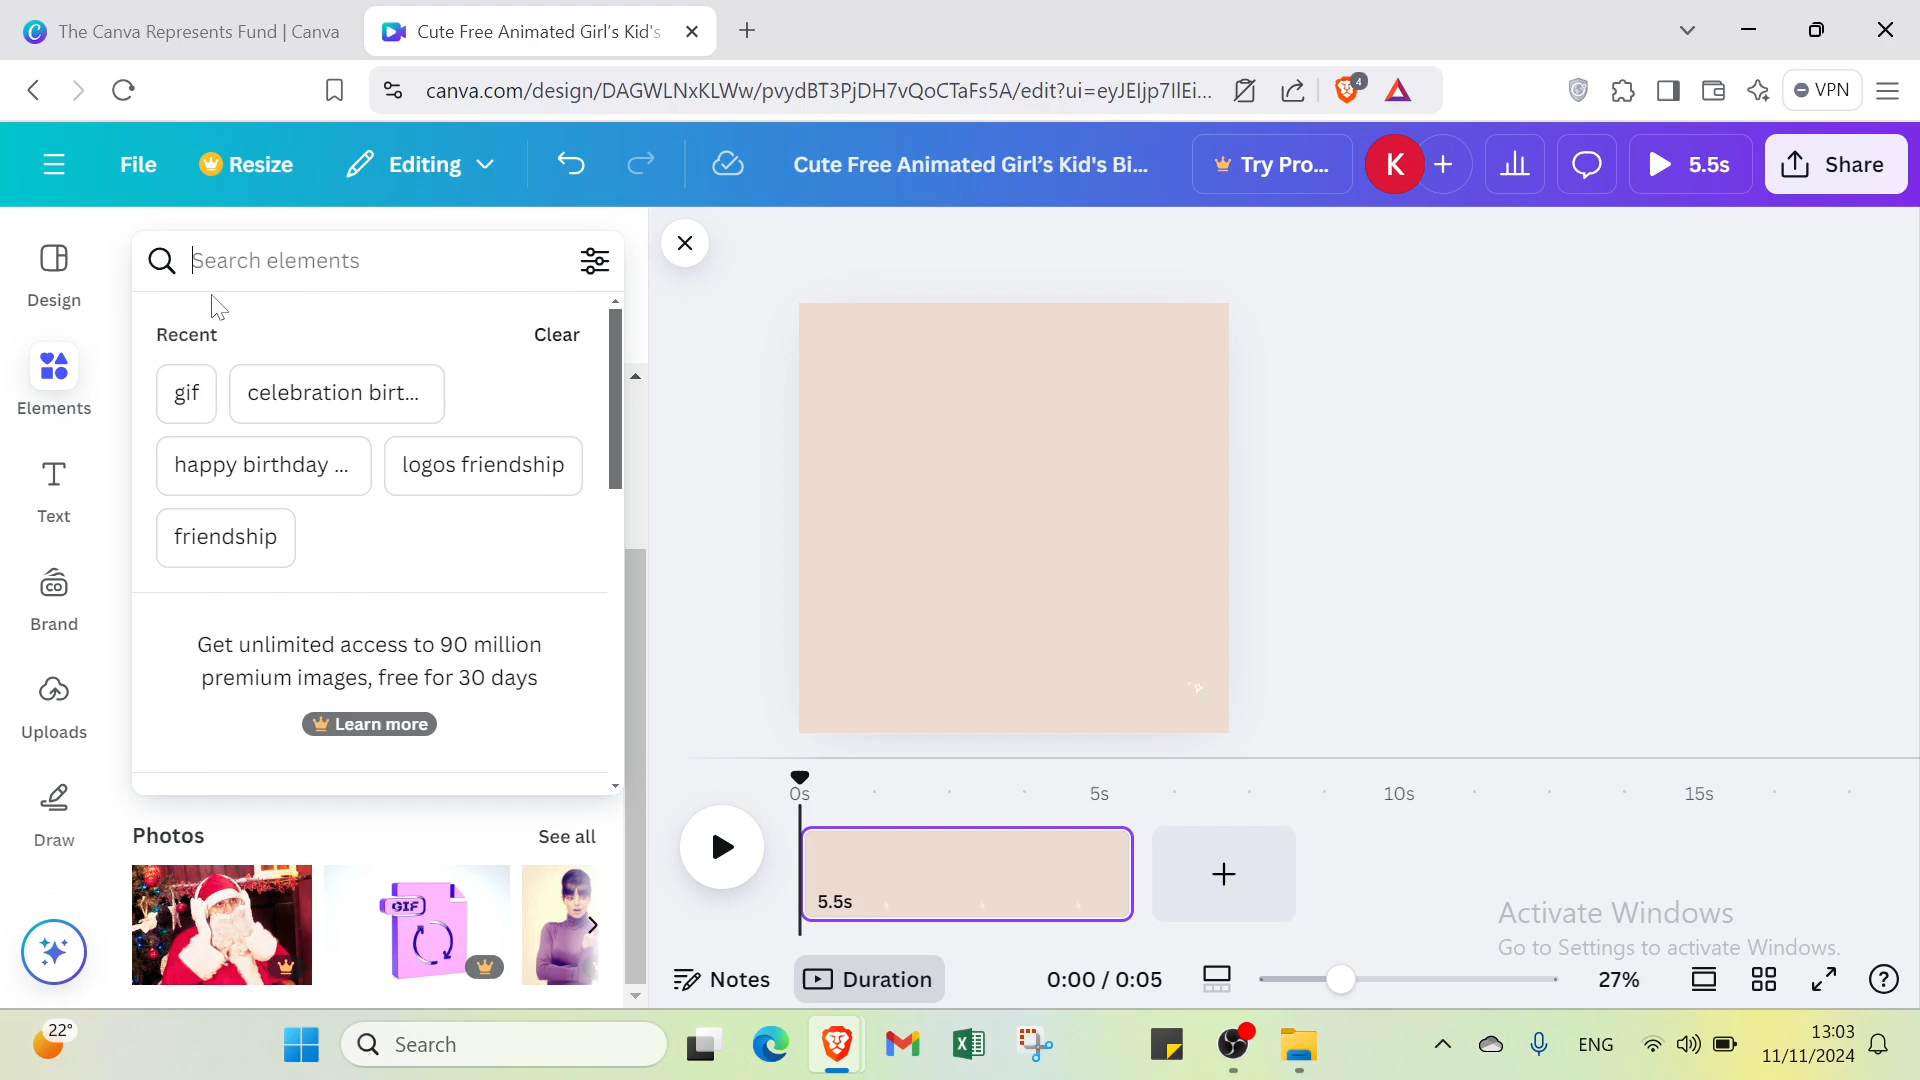 The Canva Represents Fund | Canva
Cute Free Animated Girl's Kid's
canva.com/design/DAGWLNxKLWw/pvydBT3PjDH7vQoCTaFs5A/edit?ui=eyJEIjp7IlEi...
4
VPN
File
Resize
Editing
Cute Free Animated Girl's Kid's Bi...
Try Pro...
K
5.5s
Share
Design
Elements
Text
Brand
Uploads
Draw
Search elements
Recent
Clear
gif
celebration birt...
happy birthday ...
logos friendship
friendship
Get unlimited access to 90 million
premium images, free for 30 days
Learn more
Photos
See all
GIF
0s
5s
10s
15s
5.5s
Activate Windows
Go to Settings to activate Windows.
Notes
Duration
0:00 / 0:05
27%
22°
Search
ENG
13:03
11/11/2024